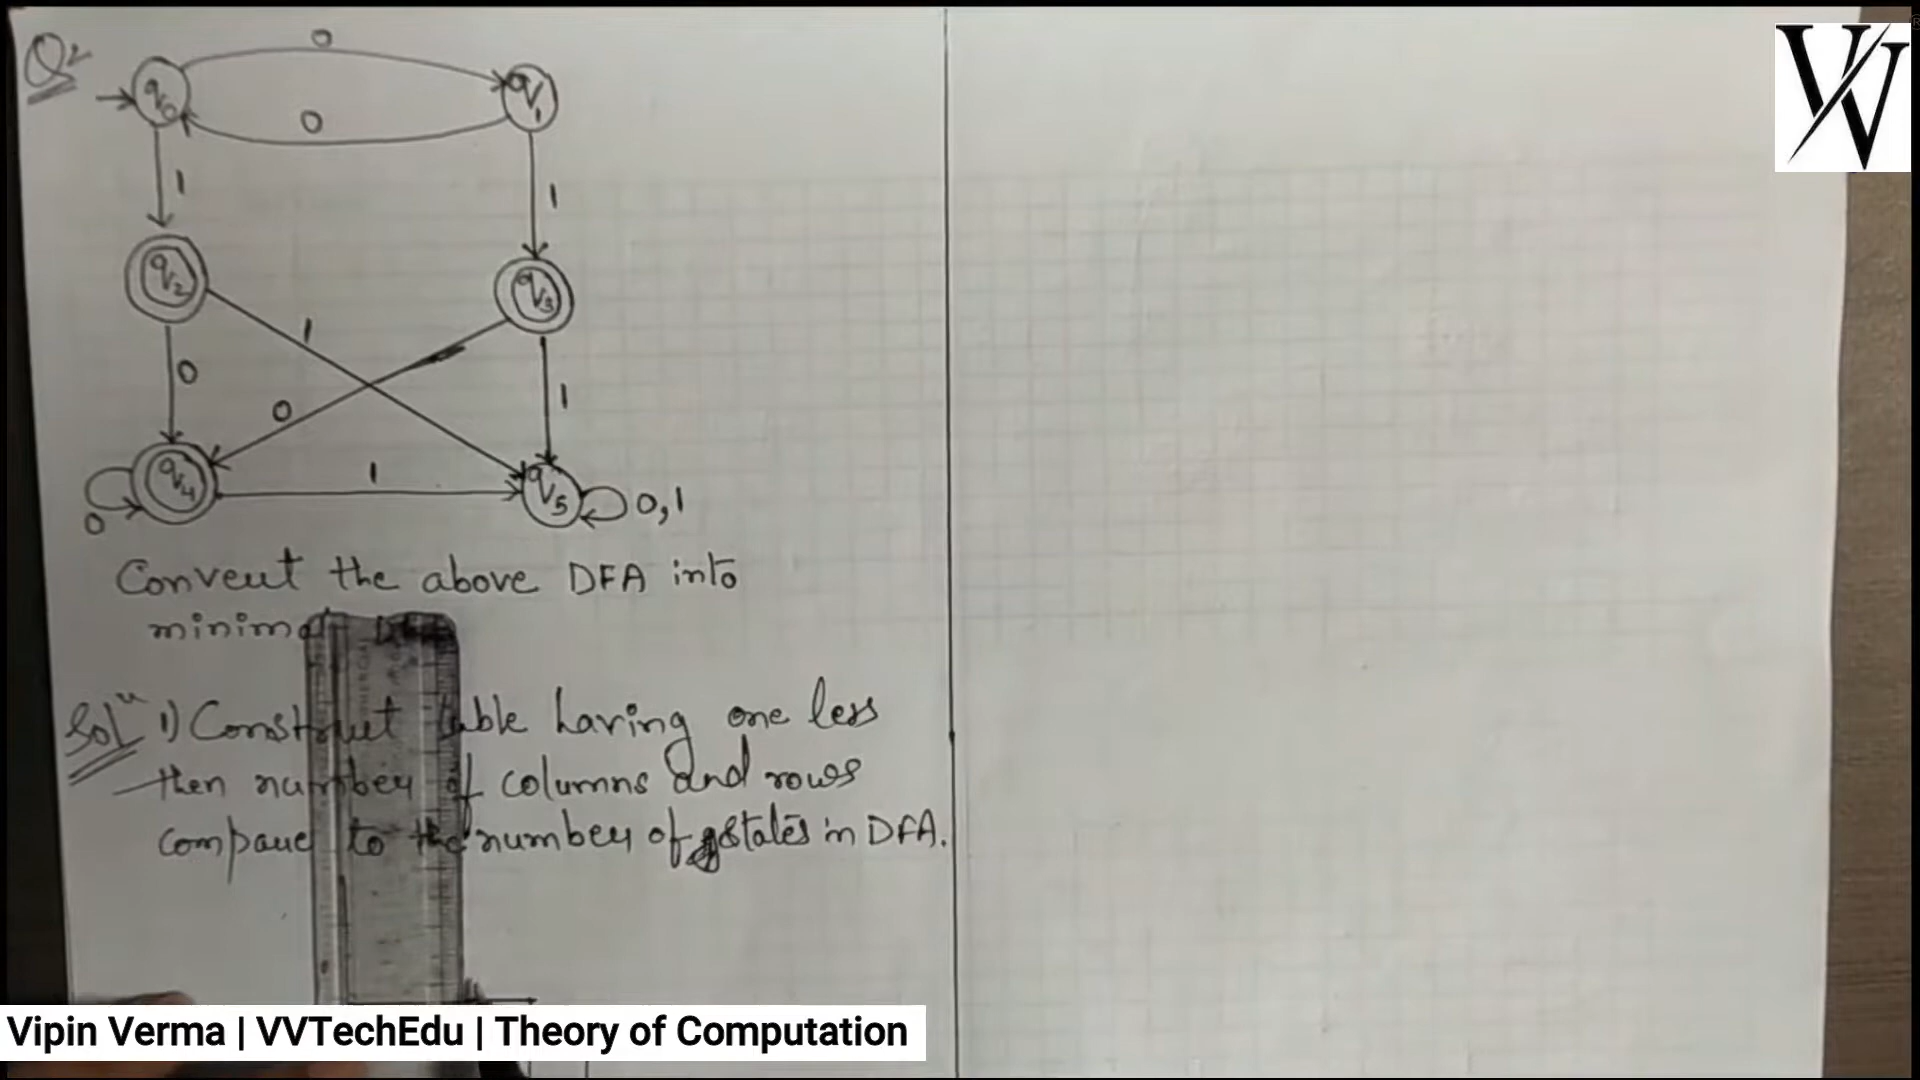 Q2
0
q0
q1
0
1
1
q2
q3
1
0
0
1
q4
1
q5
0,1
0
Convert the above DFA into
Soln 1) Construct table having one less
then number of columns and rows
compare to the number of states in DFA.
VV
Vipin Verma | VVTechEdu | Theory of Computation